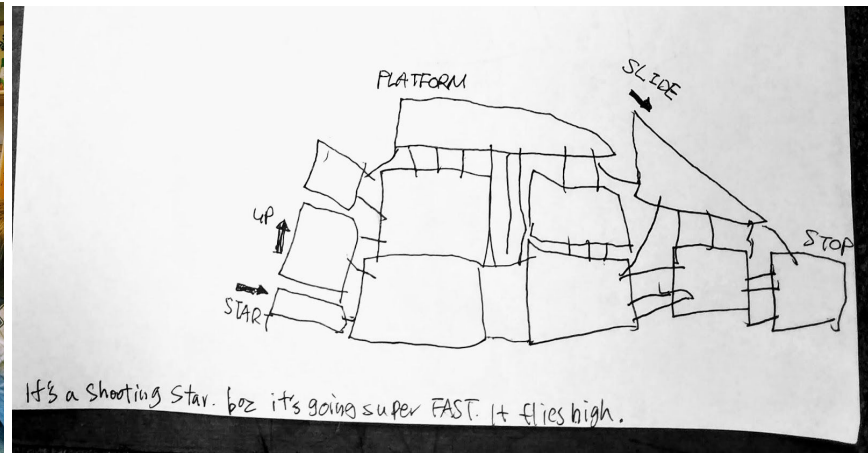 PLATFORM
SLIDE
UP
START
STOP
It's a Shooting Star. boz it's going super FAST. It flies high.